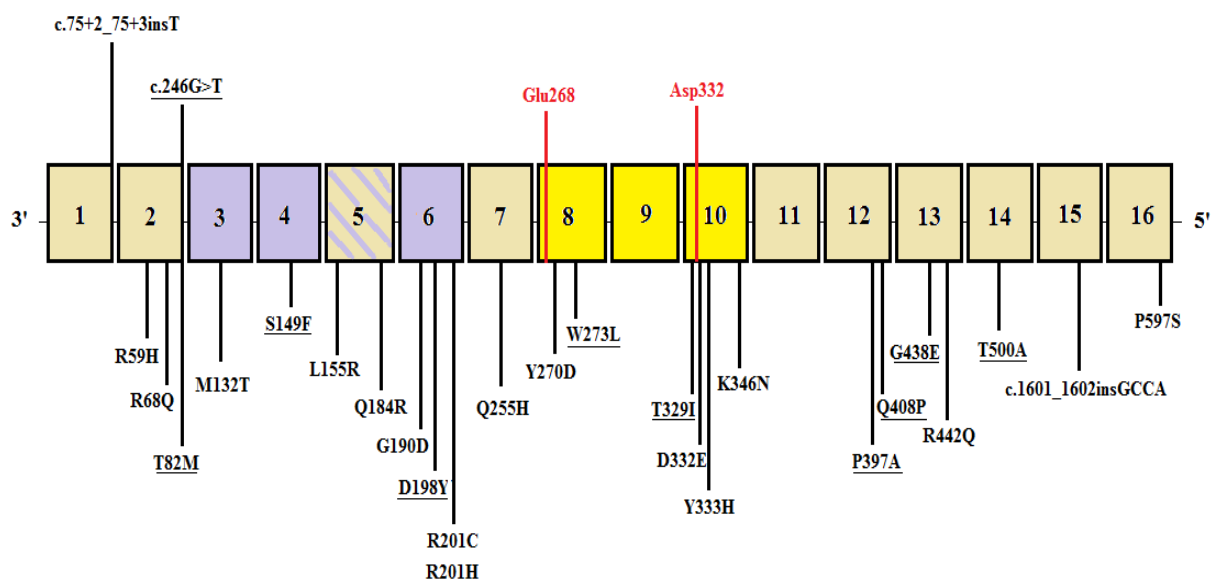 c.75+2_75+3insT
c.246G>T
Glu268
Asp332
3'
1
2
3
4
5
6
7
8
9
10
11
12
13
14
15
16
5'
R59H
R68Q
T82M
M132T
S149F
L155R
Q184R
G190D
D198Y
R201C
R201H
Q255H
Y270D
W273L
T329I
D332E
Y333H
K346N
P397A
Q408P
G438E
R442Q
T500A
c.1601_1602insGCCA
P597S